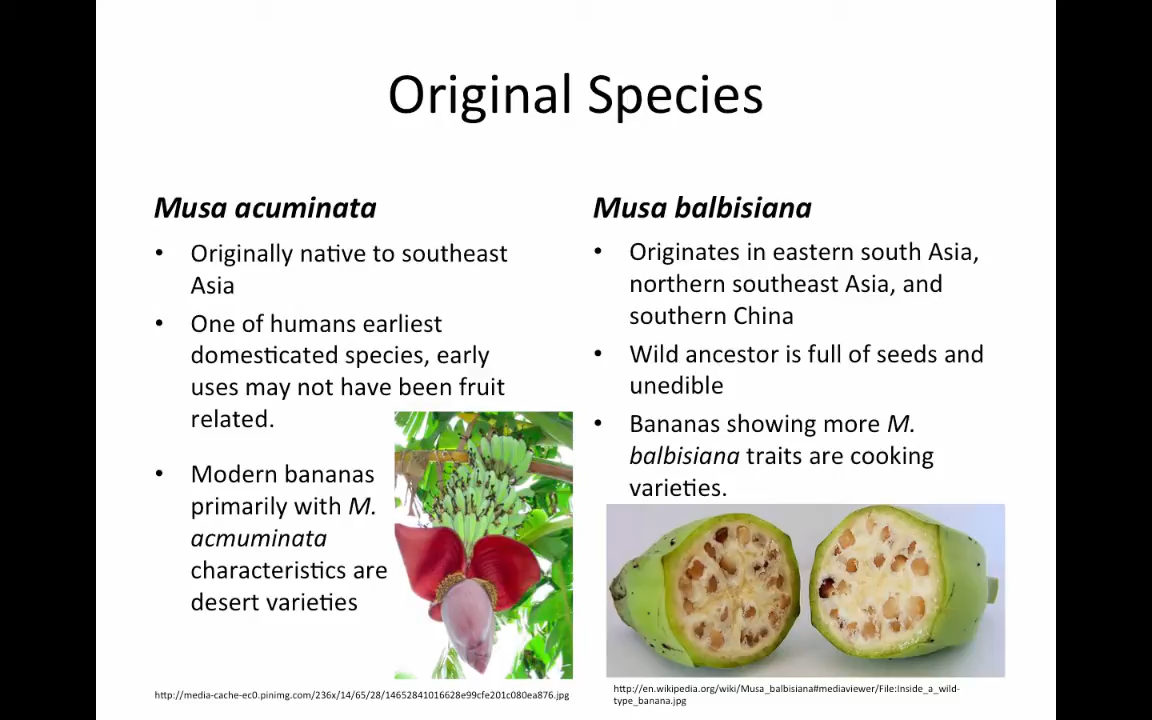 Original Species
Musa acuminata
• Originally native to southeast
Asia
• One of humans earliest
domesticated species, early
uses may not have been fruit
related.
• Modern bananas
primarily with M.
acmuminata
characteristics are
desert varieties
http://media-cache-ec0.pinimg.com/236x/14/65/28/14652841016628e99cfe201c080ea876.jpg
Musa balbisiana
• Originates in eastern south Asia,
northern southeast Asia, and
southern China
• Wild ancestor is full of seeds and
unedible
• Bananas showing more M.
balbisiana traits are cooking
varieties.
http://en.wikipedia.org/wiki/Musa_balbisiana#mediaviewer/File:Inside_a_wild-
type_banana.jpg